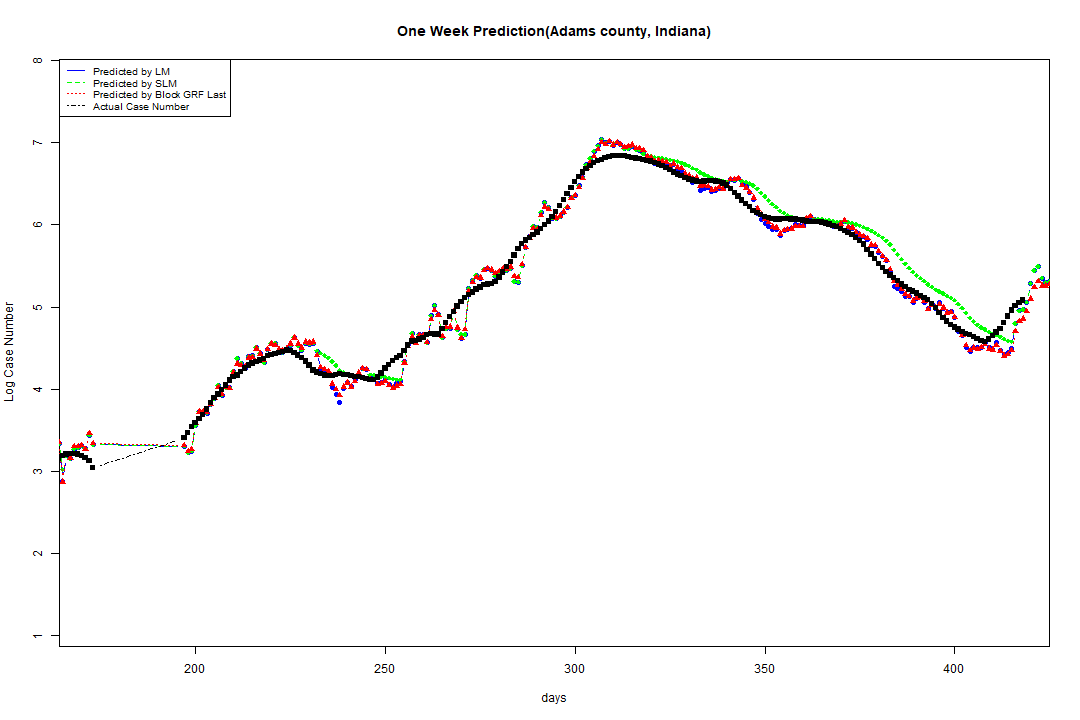 One Week Prediction(Adams county, Indiana)
Predicted by LM
Predicted by SLM
Predicted by Block GRF Last
Actual Case Number
8
7
6
5
4
3
2
1
Log Case Number
200 250 300 350 400
days